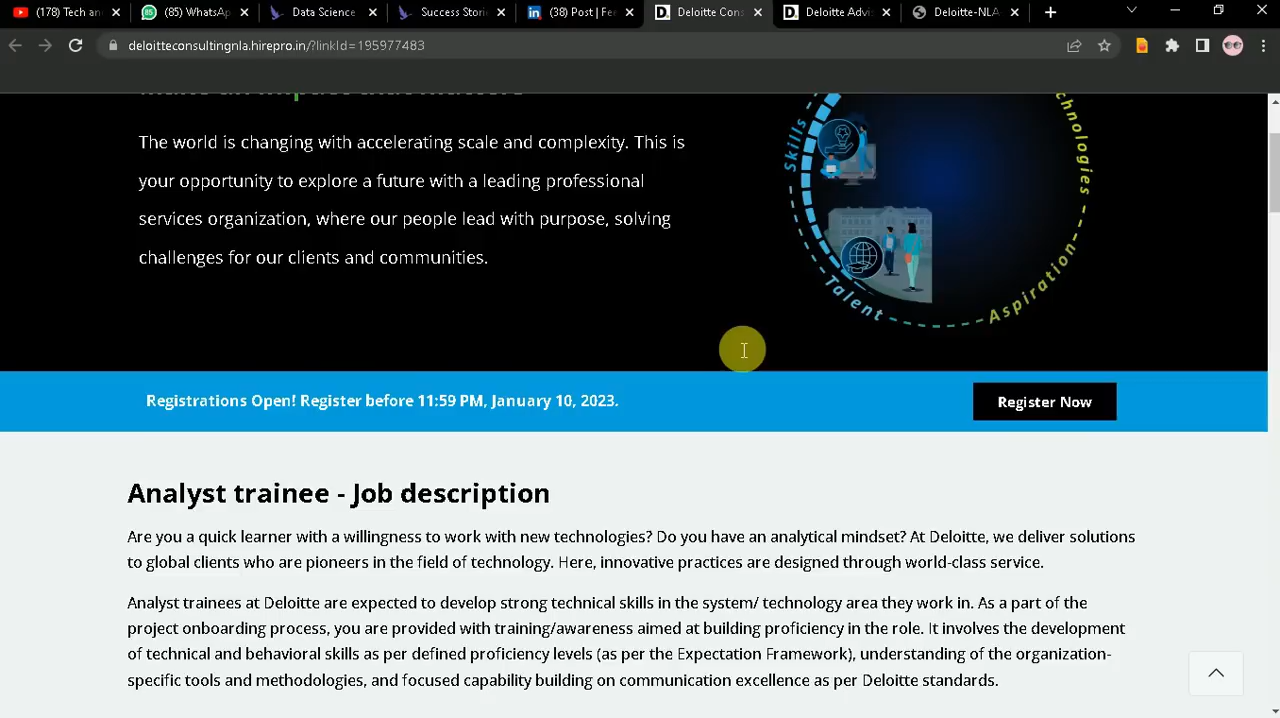 (178) Tech an
(85) WhatsAp
Data Science
Success Stori
(38) Post | Fee
Deloitte Cons
Deloitte Advi
Deloitte-NLA
deloitteconsultingnla.hirepro.in/?linkId=195977483
The world is changing with accelerating scale and complexity. This is
your opportunity to explore a future with a leading professional
services organization, where our people lead with purpose, solving
challenges for our clients and communities.
Skills
Talent
Aspiration
Registrations Open! Register before 11:59 PM, January 10, 2023.
Register Now
Analyst trainee - Job description
Are you a quick learner with a willingness to work with new technologies? Do you have an analytical mindset? At Deloitte, we deliver solutions
to global clients who are pioneers in the field of technology. Here, innovative practices are designed through world-class service.
Analyst trainees at Deloitte are expected to develop strong technical skills in the system/ technology area they work in. As a part of the
project onboarding process, you are provided with training/awareness aimed at building proficiency in the role. It involves the development
of technical and behavioral skills as per defined proficiency levels (as per the Expectation Framework), understanding of the organization-
specific tools and methodologies, and focused capability building on communication excellence as per Deloitte standards.